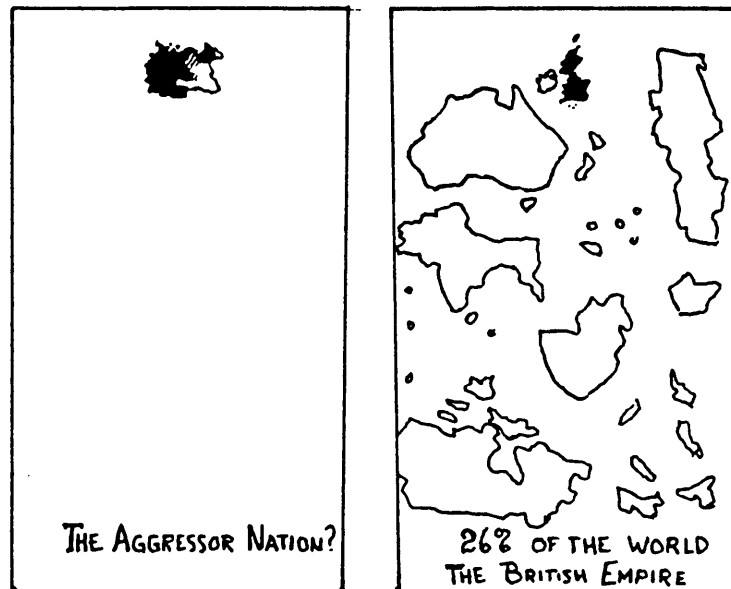 THE AGGRESSOR NATION?
26% OF THE WORLD
THE BRITISH EMPIRE